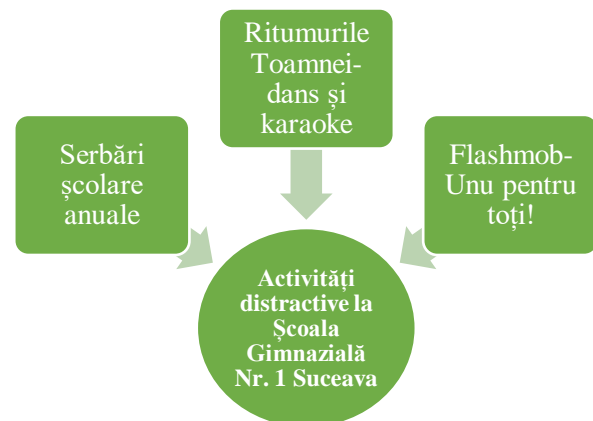 Ritumurile
Toamnei-
dans și
karaoke
Serbări
școlare
anuale
Flashmob-
Unu pentru
toți!
Activități
distractive la
Școala
Gimnazială
Nr. 1 Suceava